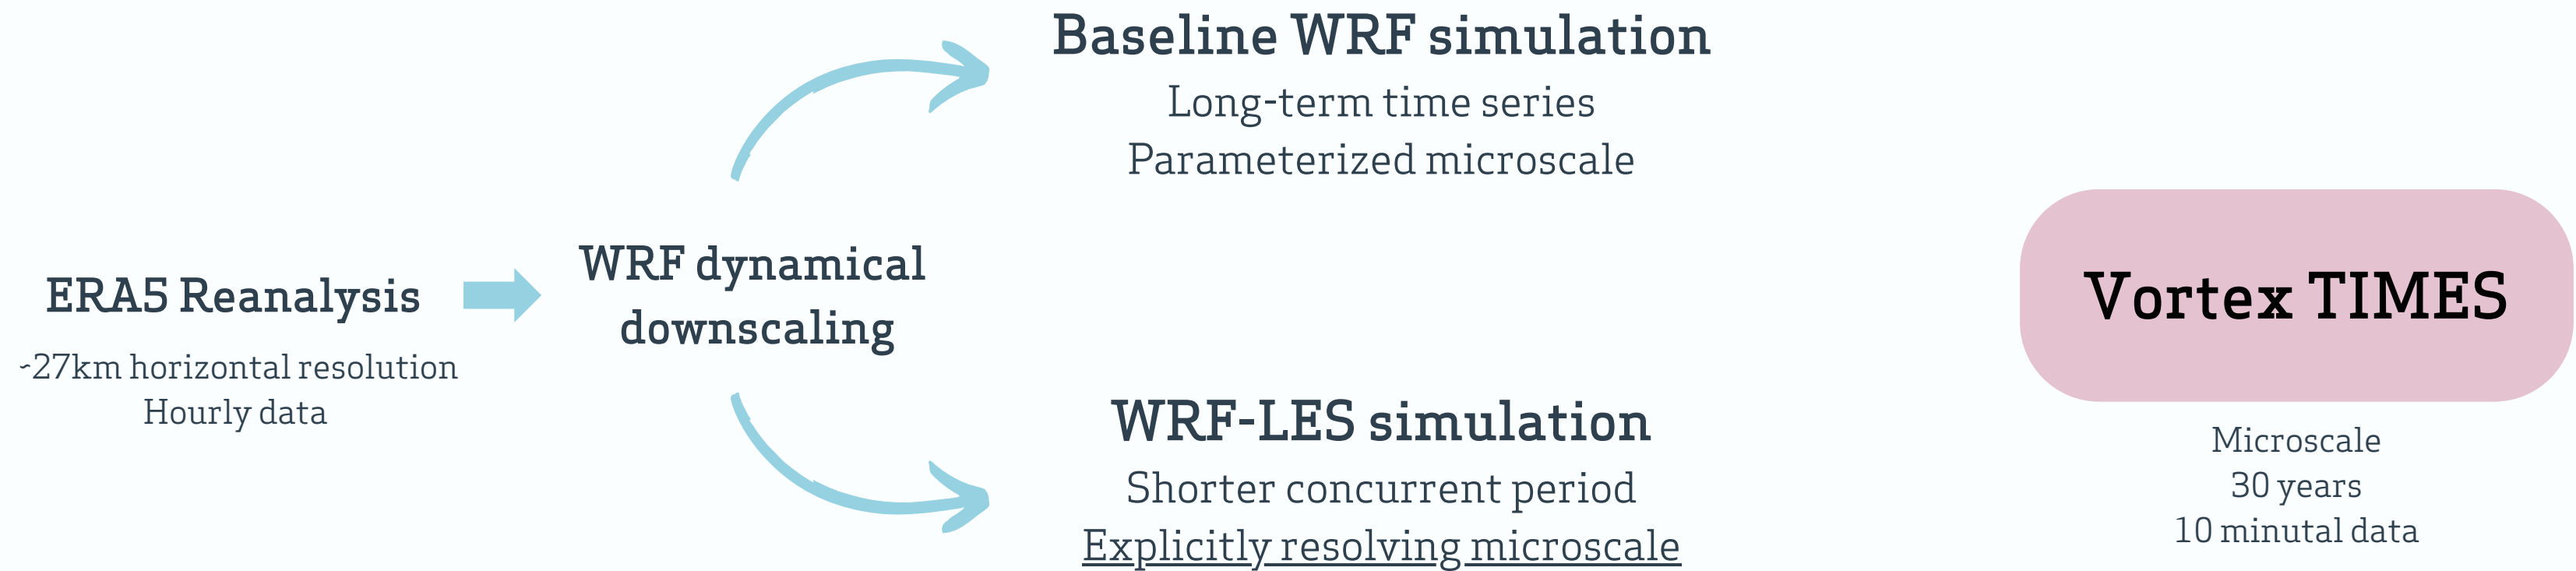 ERA5 Reanalysis
~27km horizontal resolution
Hourly data
WRF dynamical
downscaling
Baseline WRF simulation
Long-term time series
Parameterized microscale
WRF-LES simulation
Shorter concurrent period
Explicitly resolving microscale
Vortex TIMES
Microscale
30 years
10 minutal data